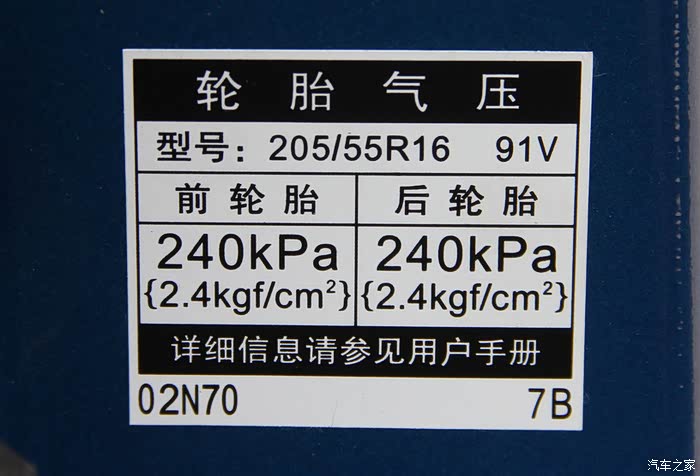 轮胎气压
型号：205/55R16 91V
前轮胎 后轮胎
240kPa 240kPa
{2.4kgf/cm²} {2.4kgf/cm²}
详细信息请参见用户手册
02N70 7B
汽车之家